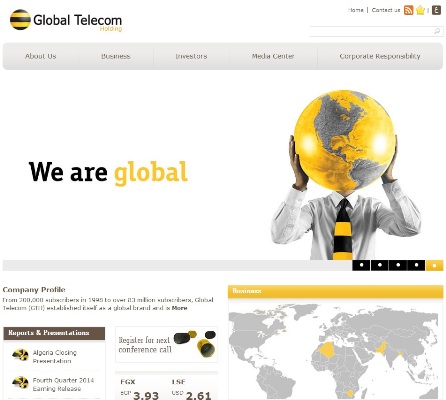 Global Telecom
Holding
Home | Contact us
About Us Business Investors Media Center Corporate Responsibility
We are global
Company Profile
From 200,000 subscribers in 1998 to over 83 million subscribers, Global
Telecom (GTH) established itself as a global brand and is More
Business
Reports & Presentations
Algeria Closing
Presentation
Fourth Quarter 2014
Earning Release
Register for next
conference call
EGX LSE
EGP 3.93 USD 2.61